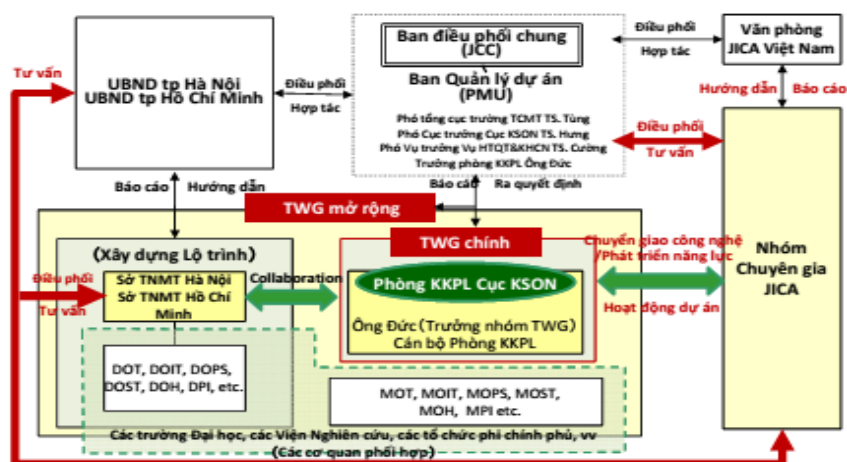 Ban điều phối chung
(JCC)
Ban Quản lý dự án
(PMU)
Phó tổng cục trưởng TCMT TS. Tùng
Phó Cục trưởng Cục KSON TS. Hưng
Phó Vụ trưởng Vụ HTQT&KHCN TS. Cường
Trưởng phòng KKPL Ông Đức
Điều phối
Hợp tác
Văn phòng
JICA Việt Nam
Tư vấn
UBND tp Hà Nội
UBND tp Hồ Chí Minh
Điều phối
Hợp tác
Hướng dẫn
Báo cáo
Điều phối
Tư vấn
Báo cáo
Hướng dẫn
Báo cáo
Ra quyết định
TWG mở rộng
TWG chính
(Xây dựng Lộ trình)
Sở TNMT Hà Nội
Sở TNMT Hồ Chí
Minh
Điều phối
Tư vấn
Collaboration
Phòng KKPL Cục KSON
Ông Đức (Trưởng nhóm TWG)
Cán bộ Phòng KKPL
Chuyển giao công nghệ
/Phát triển năng lực
Hoạt động dự án
Nhóm
Chuyên gia
JICA
DOT, DOIT, DOPS,
DOST, DOH, DPI, etc.
MOT, MOIT, MOPS, MOST,
MOH, MPI etc.
Các trường Đại học, các Viện Nghiên cứu, các tổ chức phi chính phủ, vv
(Các cơ quan phối hợp)